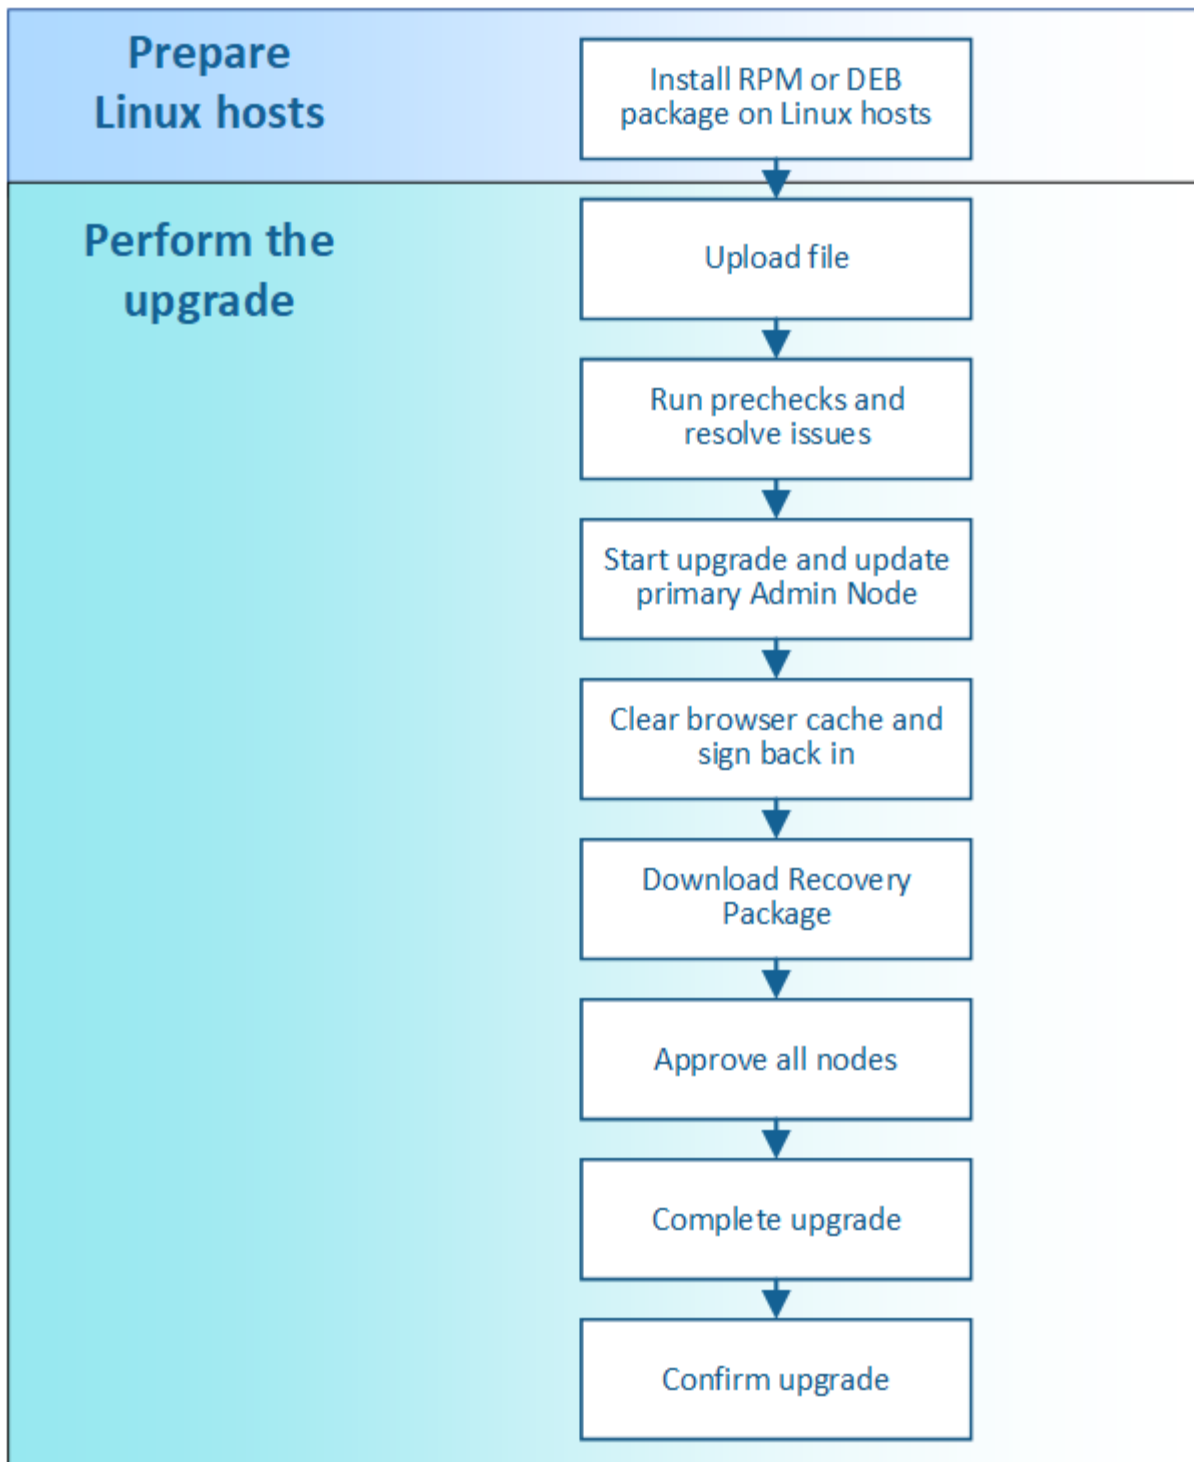 Prepare
Linux hosts
Install RPM or DEB
package on Linux hosts
Perform the
upgrade
Upload file
Run prechecks and
resolve issues
Start upgrade and update
primary Admin Node
Clear browser cache and
sign back in
Download Recovery
Package
Approve all nodes
Complete upgrade
Confirm upgrade